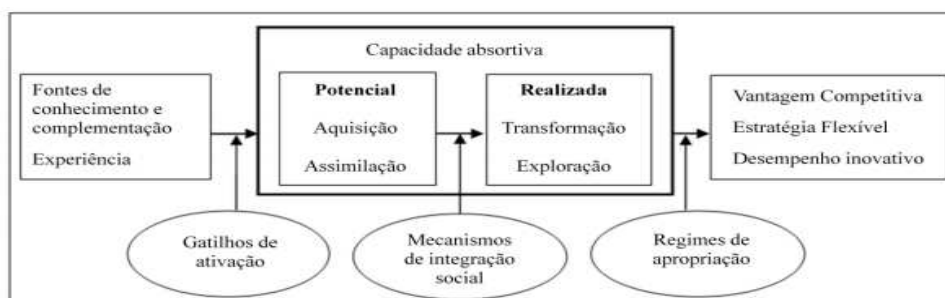 Capacidade absortiva
Fontes de
conhecimento e
complementação
Experiência
Potencial
Aquisição
Assimilação
Realizada
Transformação
Exploração
Vantagem Competitiva
Estratégia Flexível
Desempenho inovativo
Gatilhos de
ativação
Mecanismos
de integração
social
Regimes de
apropriação